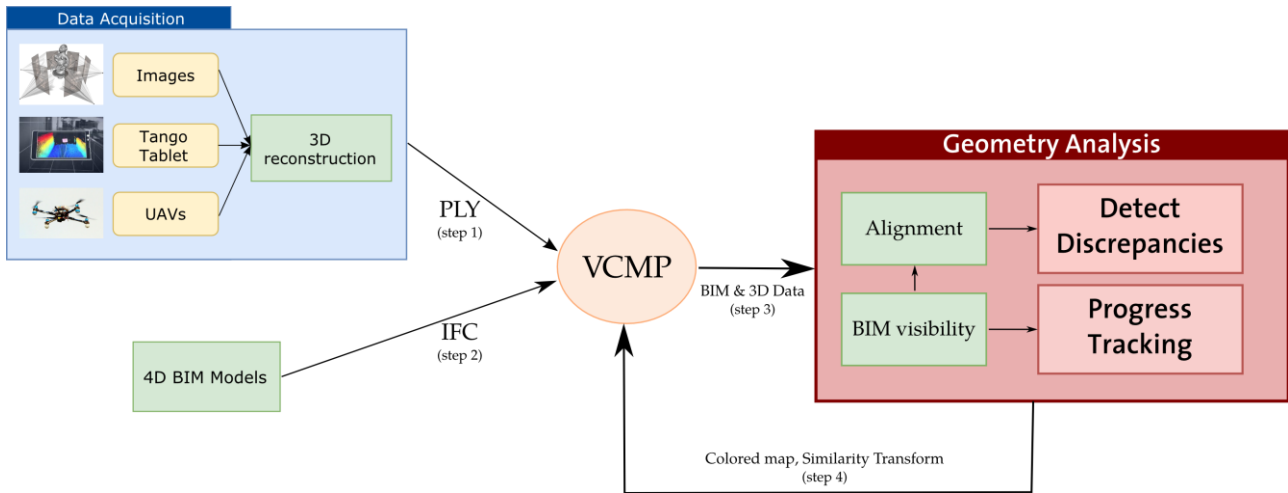 Data Acquisition
Images
Tango
Tablet
UAVs
3D
reconstruction
PLY
(step 1)
4D BIM Models
IFC
(step 2)
VCMP
BIM & 3D Data
(step 3)
Geometry Analysis
Alignment
Detect
Discrepancies
BIM visibility
Progress
Tracking
Colored map, Similarity Transform
(step 4)